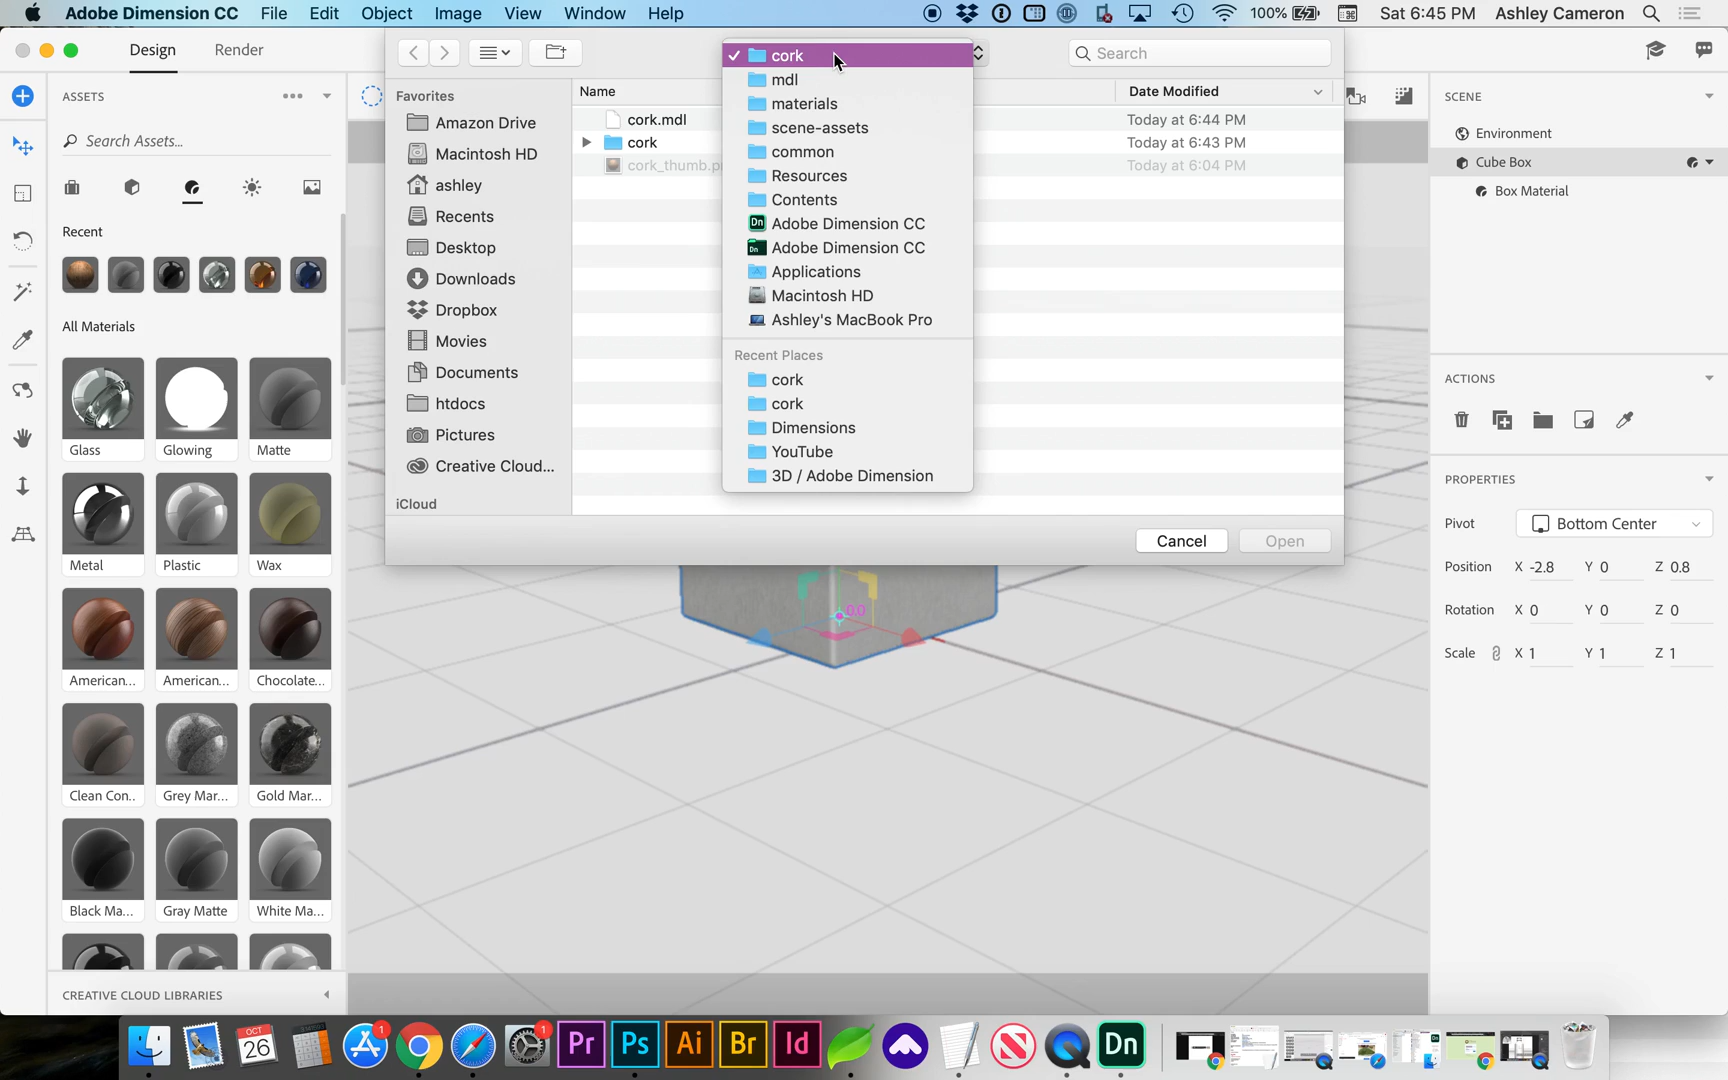 Adobe Dimension CC File Edit Object Image View Window Help 100% Sat 6:45 PM Ashley Cameron
Design Render
Search
ASSETS
Search Assets...
Recent
All Materials
Glass Glowing Matte
Metal Plastic Wax
American... American... Chocolate...
Clean Con.. Grey Mar... Gold Mar...
Black Ma... Gray Matte White Ma...
CREATIVE CLOUD LIBRARIES
Favorites
Amazon Drive
Macintosh HD
ashley
Recents
Desktop
Downloads
Dropbox
Movies
Documents
htdocs
Pictures
Creative Cloud...
iCloud
Name Date Modified
cork.mdl Today at 6:44 PM
cork Today at 6:43 PM
cork_thumb.p Today at 6:04 PM
cork
mdl
materials
scene-assets
common
Resources
Contents
Adobe Dimension CC
Adobe Dimension CC
Applications
Macintosh HD
Ashley's MacBook Pro
Recent Places
cork
cork
Dimensions
YouTube
3D / Adobe Dimension
Cancel Open
0,0
SCENE
Environment
Cube Box
Box Material
ACTIONS
PROPERTIES
Pivot Bottom Center
Position X -2.8 Y 0 Z 0.8
Rotation X 0 Y 0 Z 0
Scale X 1 Y 1 Z 1
OCT
26
1
1
Pr Ps Ai Br Id Dn